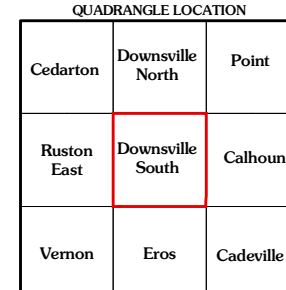 QUADRANGLE LOCATION
Cedarton
Downsville
North
Point
Ruston
East
Downsville
South
Calhoun
Vernon
Eros
Cadeville